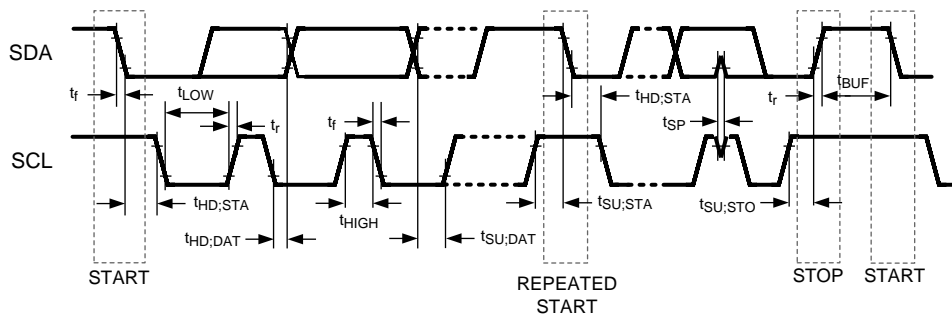 SDA
t_f
t_LOW
t_r
t_f
t_HD;STA
t_SP
t_r
t_BUF
SCL
t_HD;STA
t_HD;DAT
t_HIGH
t_SU;DAT
t_SU;STA
t_SU;STO
START
REPEATED
START
STOP
START